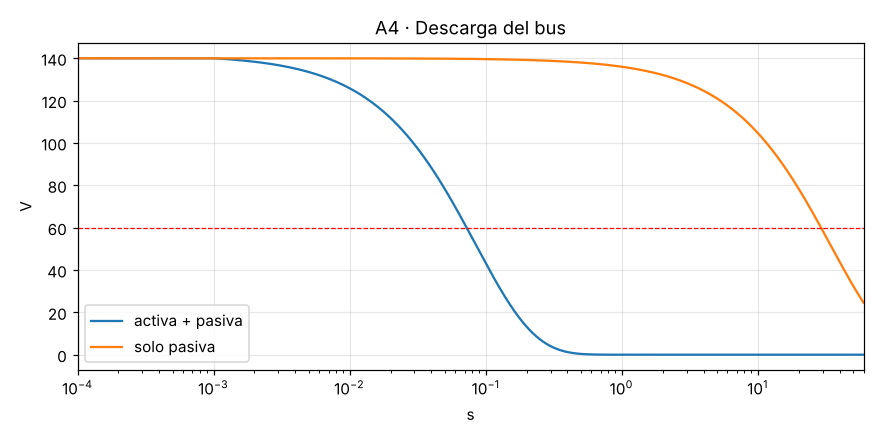 A4 · Descarga del bus
V
140
120
100
80
60
40
20
0
activa + pasiva
solo pasiva
10⁻⁴
10⁻³
10⁻²
10⁻¹
10⁰
10¹
s